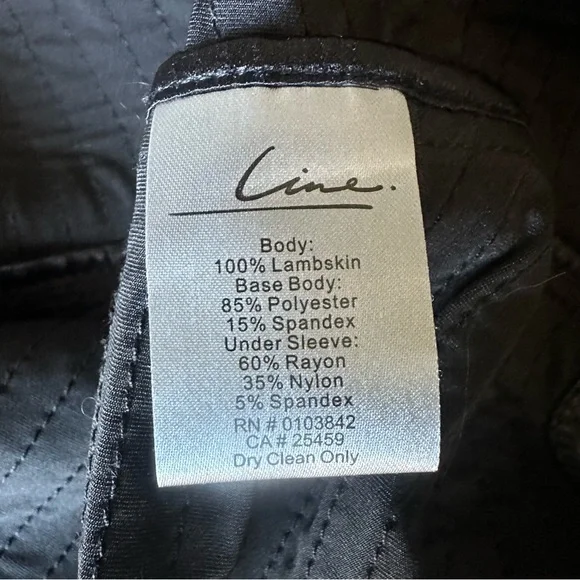 Line.
Body:
100% Lambskin
Base Body:
85% Polyester
15% Spandex
Under Sleeve:
60% Rayon
35% Nylon
5% Spandex
RN # 0103842
CA # 25459
Dry Clean Only